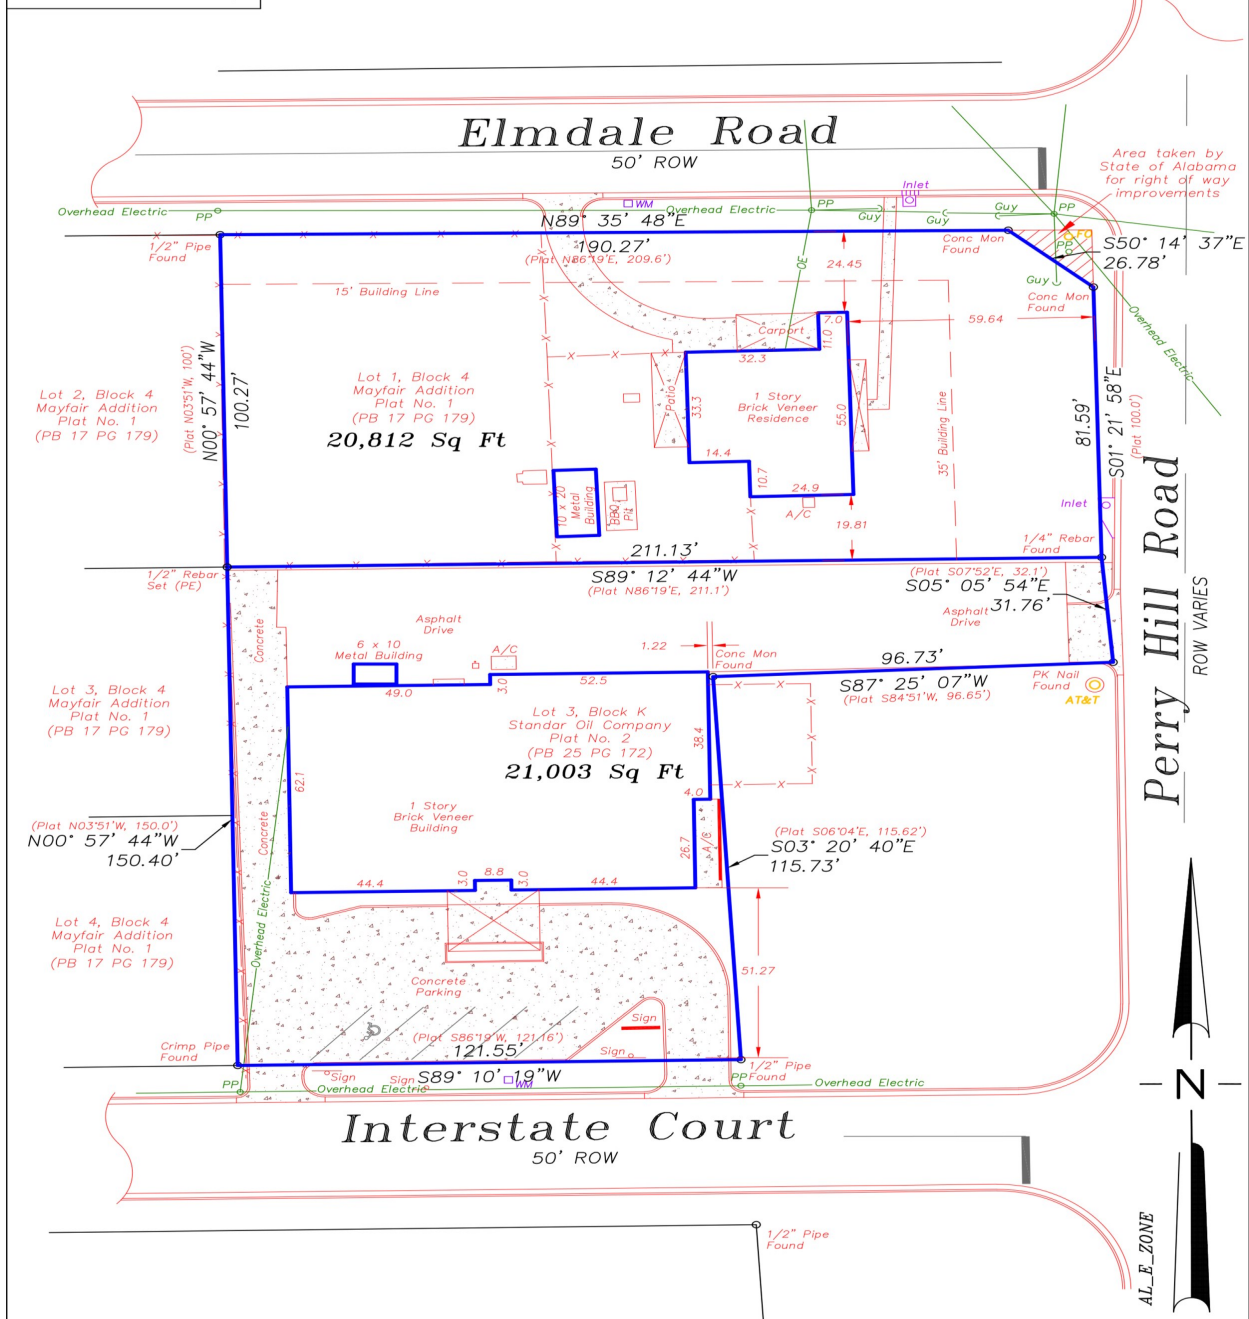 Elmdale Road
50' ROW
Area taken by
State of Alabama
for right of way
improvements
Inlet
WM
Overhead Electric
PP
N89° 35' 48"E
Overhead Electric
PP
Guy
Guy
Guy
PP
190.27'
(Plat N86°19'E, 209.6')
1/2" Pipe
Found
Conc Mon
Found
FO
PP
S50° 14' 37"E
26.78'
Guy
Conc Mon
Found
OE
24.45
15' Building Line
59.64
Overhead Electric
7.0
11.0
Carport
32.3
Lot 2, Block 4
Mayfair Addition
Plat No. 1
(PB 17 PG 179)
(Plat N03°51'W, 100')
N00° 57' 44"W
100.27'
Lot 1, Block 4
Mayfair Addition
Plat No. 1
(PB 17 PG 179)
20,812 Sq Ft
Patio
33.3
1 Story
Brick Veneer
Residence
55.0
35' Building Line
81.59'
S01° 21' 58"E
(Plat 100.0')
14.4
10.7
24.9
A/C
19.81
10 x 20
Metal
Building
BBQ
Pit
Inlet
1/4" Rebar
Found
Perry Hill Road
ROW VARIES
211.13'
S89° 12' 44"W
(Plat N86°19'E, 211.1')
1/2" Rebar
Set (PE)
(Plat S07°52'E, 32.1')
S05° 05' 54"E
31.76'
Asphalt
Drive
Asphalt
Drive
Concrete
6 x 10
Metal Building
A/C
1.22
Conc Mon
Found
96.73'
S87° 25' 07"W
(Plat S84°51'W, 96.65')
PK Nail
Found
AT&T
49.0
3.0
52.5
Lot 3, Block 4
Mayfair Addition
Plat No. 1
(PB 17 PG 179)
Lot 3, Block K
Standar Oil Company
Plat No. 2
(PB 25 PG 172)
21,003 Sq Ft
38.4
62.1
4.0
1 Story
Brick Veneer
Building
Concrete
26.7
A/C
(Plat N03°51'W, 150.0')
N00° 57' 44"W
150.40'
(Plat S06°04'E, 115.62')
S03° 20' 40"E
115.73'
44.4
3.0
8.8
3.0
44.4
Lot 4, Block 4
Mayfair Addition
Plat No. 1
(PB 17 PG 179)
Overhead Electric
51.27
Concrete
Parking
Sign
(Plat S86°19'W, 121.16')
121.55'
Sign
Crimp Pipe
Found
PP
Sign
Sign
S89° 10' 19"W
WM
Overhead Electric
1/2" Pipe
Found
PP
Overhead Electric
N
Interstate Court
50' ROW
1/2" Pipe
Found
AL_E_ZONE